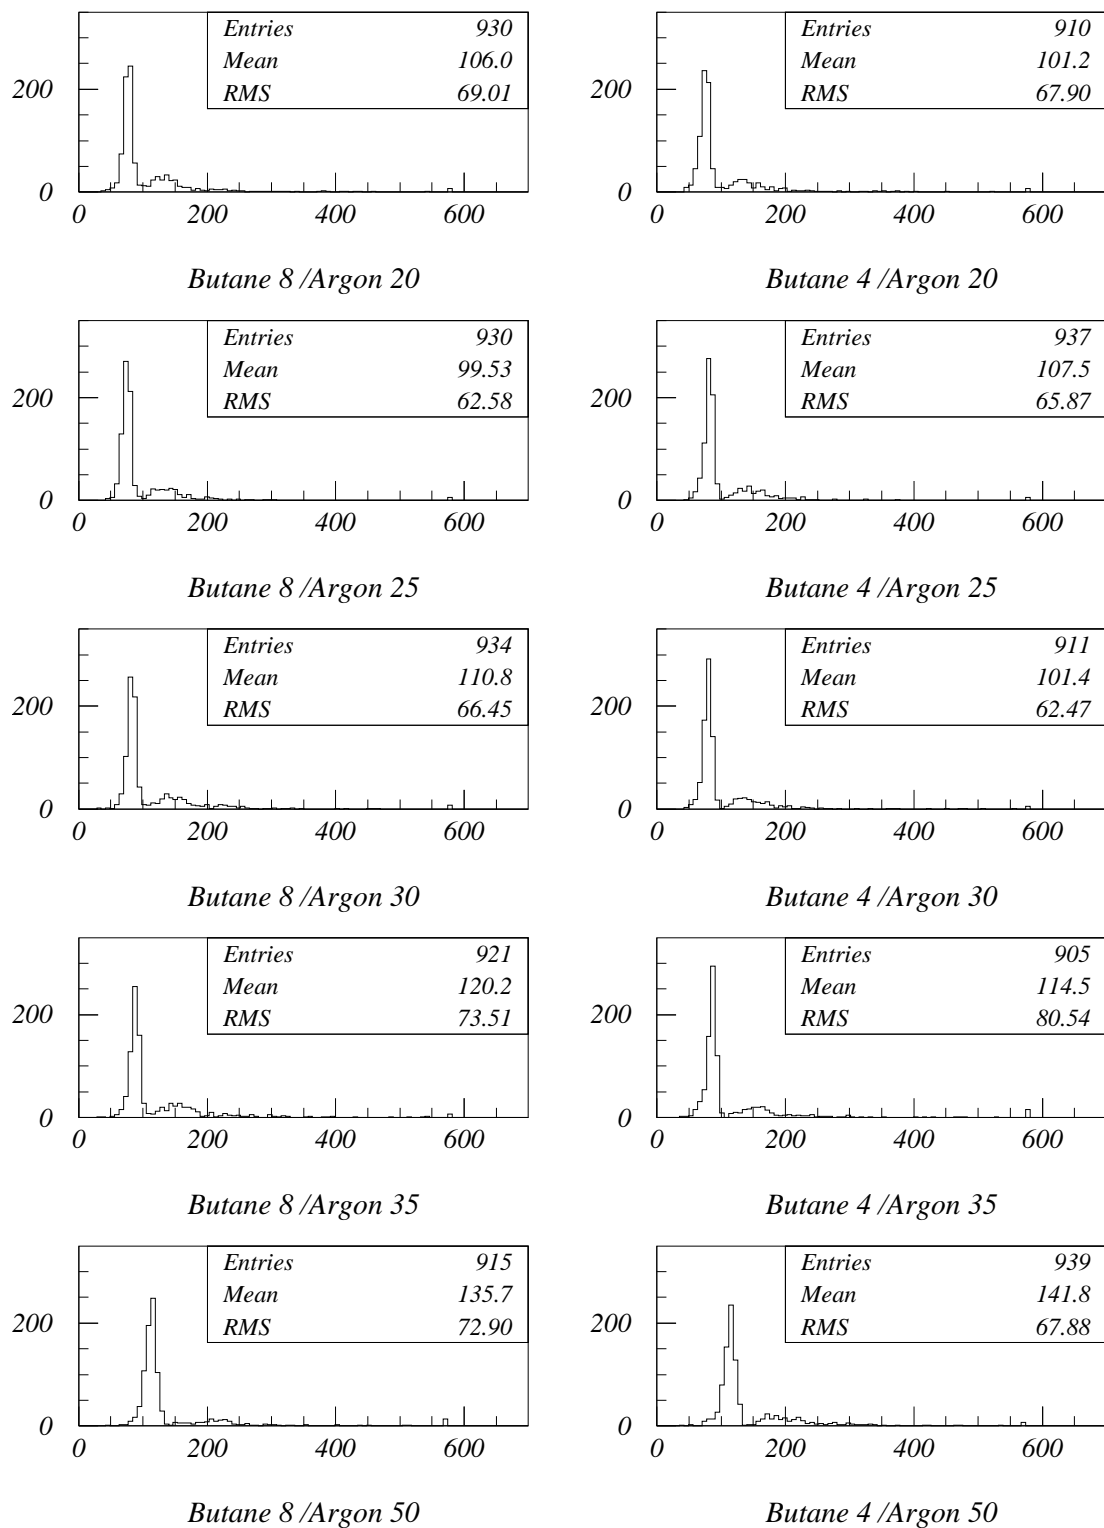 Entries 930
Mean 106.0
RMS 69.01
200
0
0 200 400 600
Butane 8 /Argon 20
Entries 910
Mean 101.2
RMS 67.90
200
0
0 200 400 600
Butane 4 /Argon 20
Entries 930
Mean 99.53
RMS 62.58
200
0
0 200 400 600
Butane 8 /Argon 25
Entries 937
Mean 107.5
RMS 65.87
200
0
0 200 400 600
Butane 4 /Argon 25
Entries 934
Mean 110.8
RMS 66.45
200
0
0 200 400 600
Butane 8 /Argon 30
Entries 911
Mean 101.4
RMS 62.47
200
0
0 200 400 600
Butane 4 /Argon 30
Entries 921
Mean 120.2
RMS 73.51
200
0
0 200 400 600
Butane 8 /Argon 35
Entries 905
Mean 114.5
RMS 80.54
200
0
0 200 400 600
Butane 4 /Argon 35
Entries 915
Mean 135.7
RMS 72.90
200
0
0 200 400 600
Butane 8 /Argon 50
Entries 939
Mean 141.8
RMS 67.88
200
0
0 200 400 600
Butane 4 /Argon 50